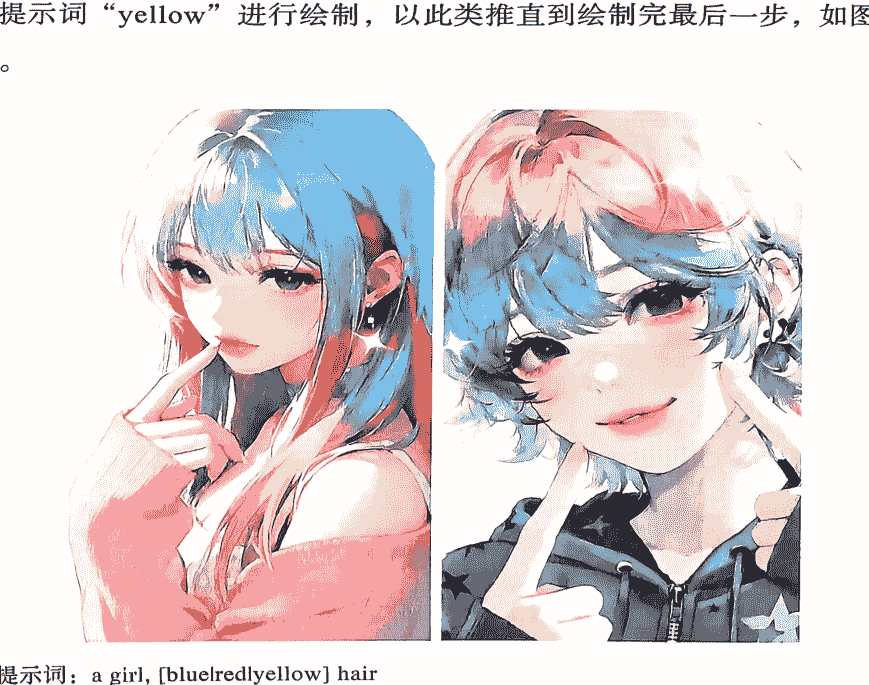 提示词“yellow”进行绘制，以此类推直到绘制完最后一步，如图
。
提示词：a girl, [blue|red|yellow] hair